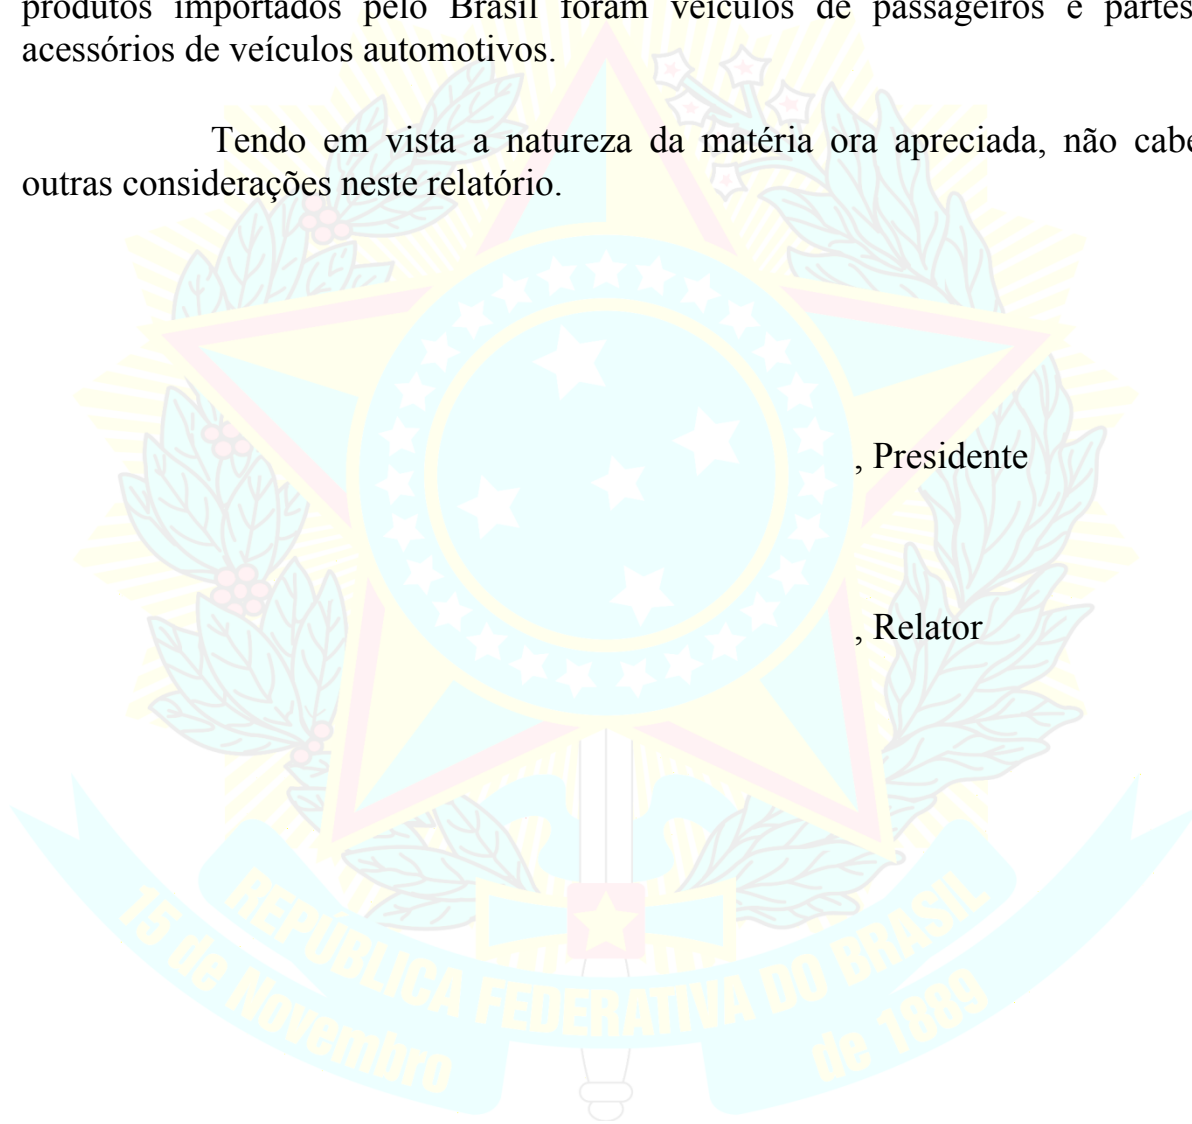 produtos importados pelo Brasil foram veículos de passageiros e partes
acessórios de veículos automotivos.
Tendo em vista a natureza da matéria ora apreciada, não cabe
outras considerações neste relatório.
, Presidente
, Relator
REPÚBLICA FEDERATIVA DO BRASIL
15 de Novembro
de 1889